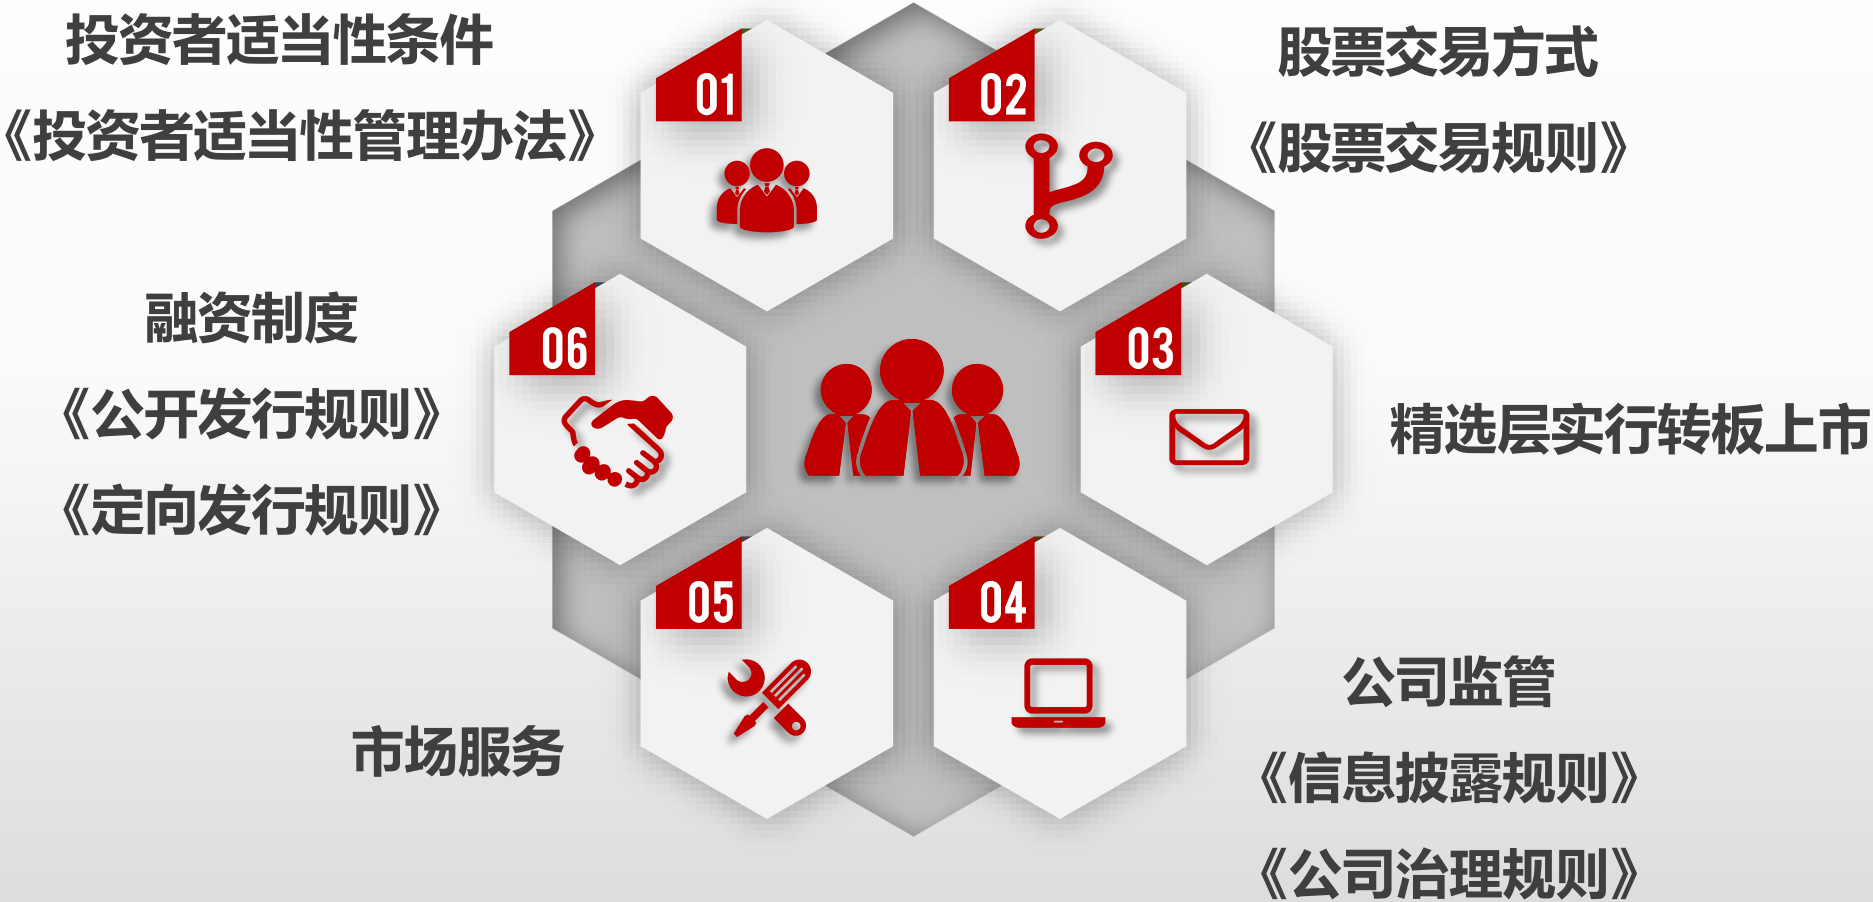 01
投资者适当性条件
《投资者适当性管理办法》
02
股票交易方式
《股票交易规则》
03
精选层实行转板上市
04
公司监管
《信息披露规则》
《公司治理规则》
05
市场服务
06
融资制度
《公开发行规则》
《定向发行规则》